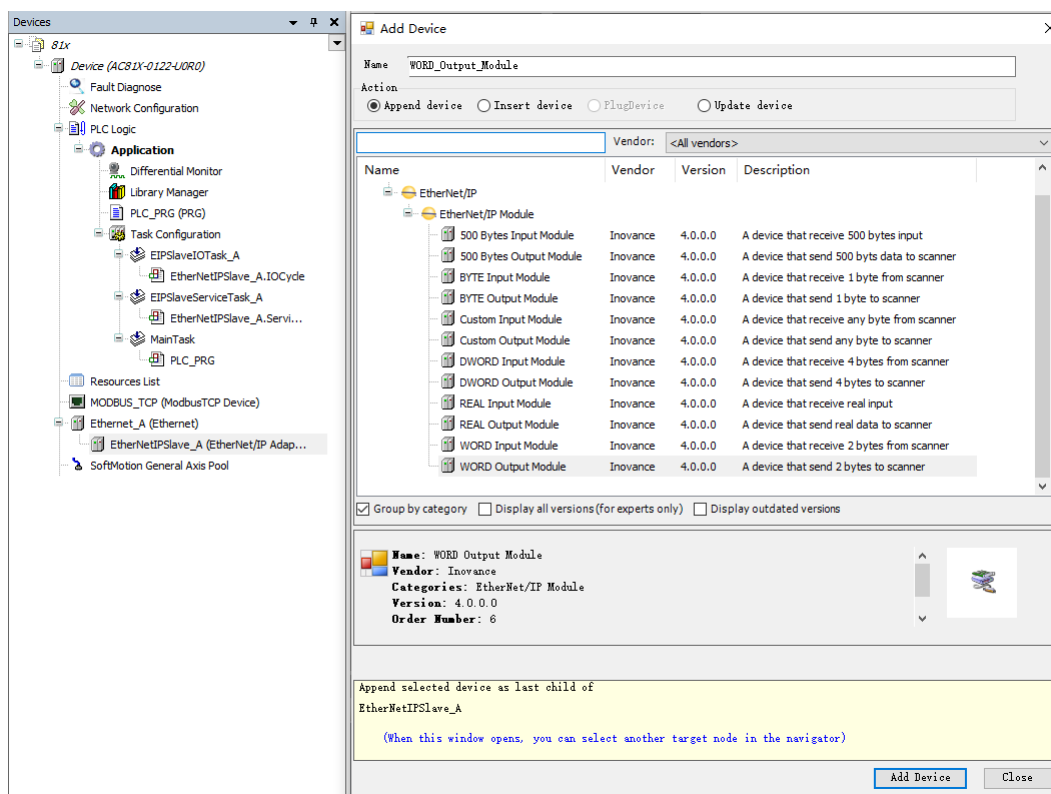 Devices
81x
Device (AC81X-0122-U0R0)
Fault Diagnose
Network Configuration
PLC Logic
Application
Differential Monitor
Library Manager
PLC_PRG (PRG)
Task Configuration
EIPSlaveIOTask_A
EtherNetIPSlave_A.IOCycle
EIPSlaveServiceTask_A
EtherNetIPSlave_A.Servi...
MainTask
PLC_PRG
Resources List
MODBUS_TCP (ModbusTCP Device)
Ethernet_A (Ethernet)
EtherNetIPSlave_A (EtherNet/IP Adap...
SoftMotion General Axis Pool
Add Device
Name WORD_Output_Module
Action
Append device Insert device PlugDevice Update device
Vendor: <All vendors>
Name Vendor Version Description
EtherNet/IP
EtherNet/IP Module
500 Bytes Input Module Inovance 4.0.0.0 A device that receive 500 bytes input
500 Bytes Output Module Inovance 4.0.0.0 A device that send 500 byts data to scanner
BYTE Input Module Inovance 4.0.0.0 A device that receive 1 byte from scanner
BYTE Output Module Inovance 4.0.0.0 A device that send 1 byte to scanner
Custom Input Module Inovance 4.0.0.0 A device that receive any byte from scanner
Custom Output Module Inovance 4.0.0.0 A device that send any byte to scanner
DWORD Input Module Inovance 4.0.0.0 A device that receive 4 bytes from scanner
DWORD Output Module Inovance 4.0.0.0 A device that send 4 bytes to scanner
REAL Input Module Inovance 4.0.0.0 A device that receive real input
REAL Output Module Inovance 4.0.0.0 A device that send real data to scanner
WORD Input Module Inovance 4.0.0.0 A device that receive 2 bytes from scanner
WORD Output Module Inovance 4.0.0.0 A device that send 2 bytes to scanner
Group by category Display all versions(for experts only) Display outdated versions
Name: WORD Output Module
Vendor: Inovance
Categories: EtherNet/IP Module
Version: 4.0.0.0
Order Number: 6
Append selected device as last child of
EtherNetIPSlave_A
(When this window opens, you can select another target node in the navigator)
Add Device Close